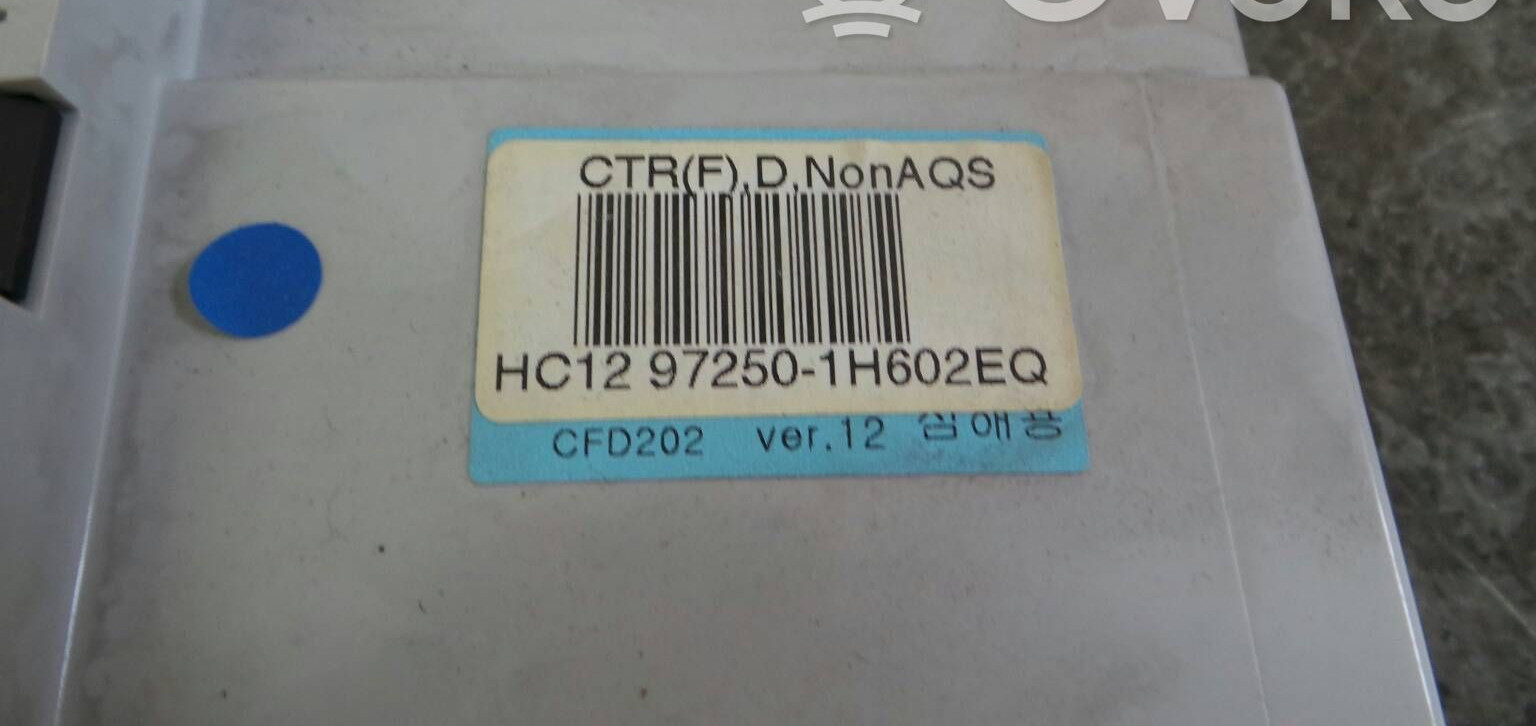 CTR(F),D,NonAQS
HC12 97250-1H602EQ
CFD202 ver.12